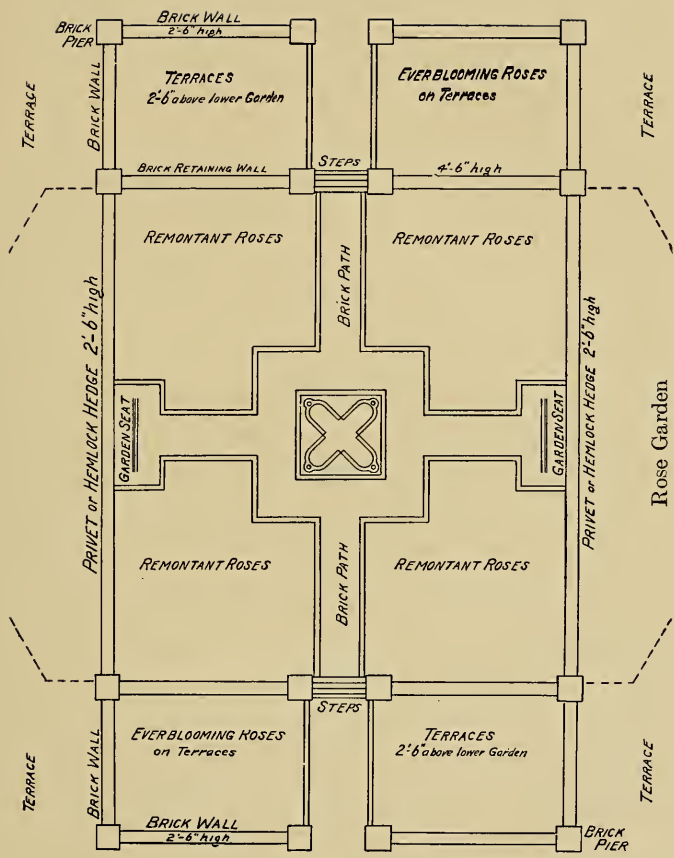 BRICK WALL
2'-6" high
BRICK
PIER
TERRACE
BRICK WALL
TERRACES
2'-6" above lower Garden
EVERBLOOMING ROSES
on Terraces
TERRACE
BRICK RETAINING WALL
STEPS
4'-6" high
REMONTANT ROSES
BRICK PATH
REMONTANT ROSES
PRIVET or HEMLOCK HEDGE 2'-6" high
GARDEN SEAT
GARDEN SEAT
PRIVET or HEMLOCK HEDGE 2'-6" high
Rose Garden
REMONTANT ROSES
BRICK PATH
REMONTANT ROSES
STEPS
TERRACE
BRICK WALL
EVERBLOOMING ROSES
on Terraces
TERRACES
2'-6" above lower Garden
TERRACE
BRICK WALL
2'-6" high
BRICK
PIER